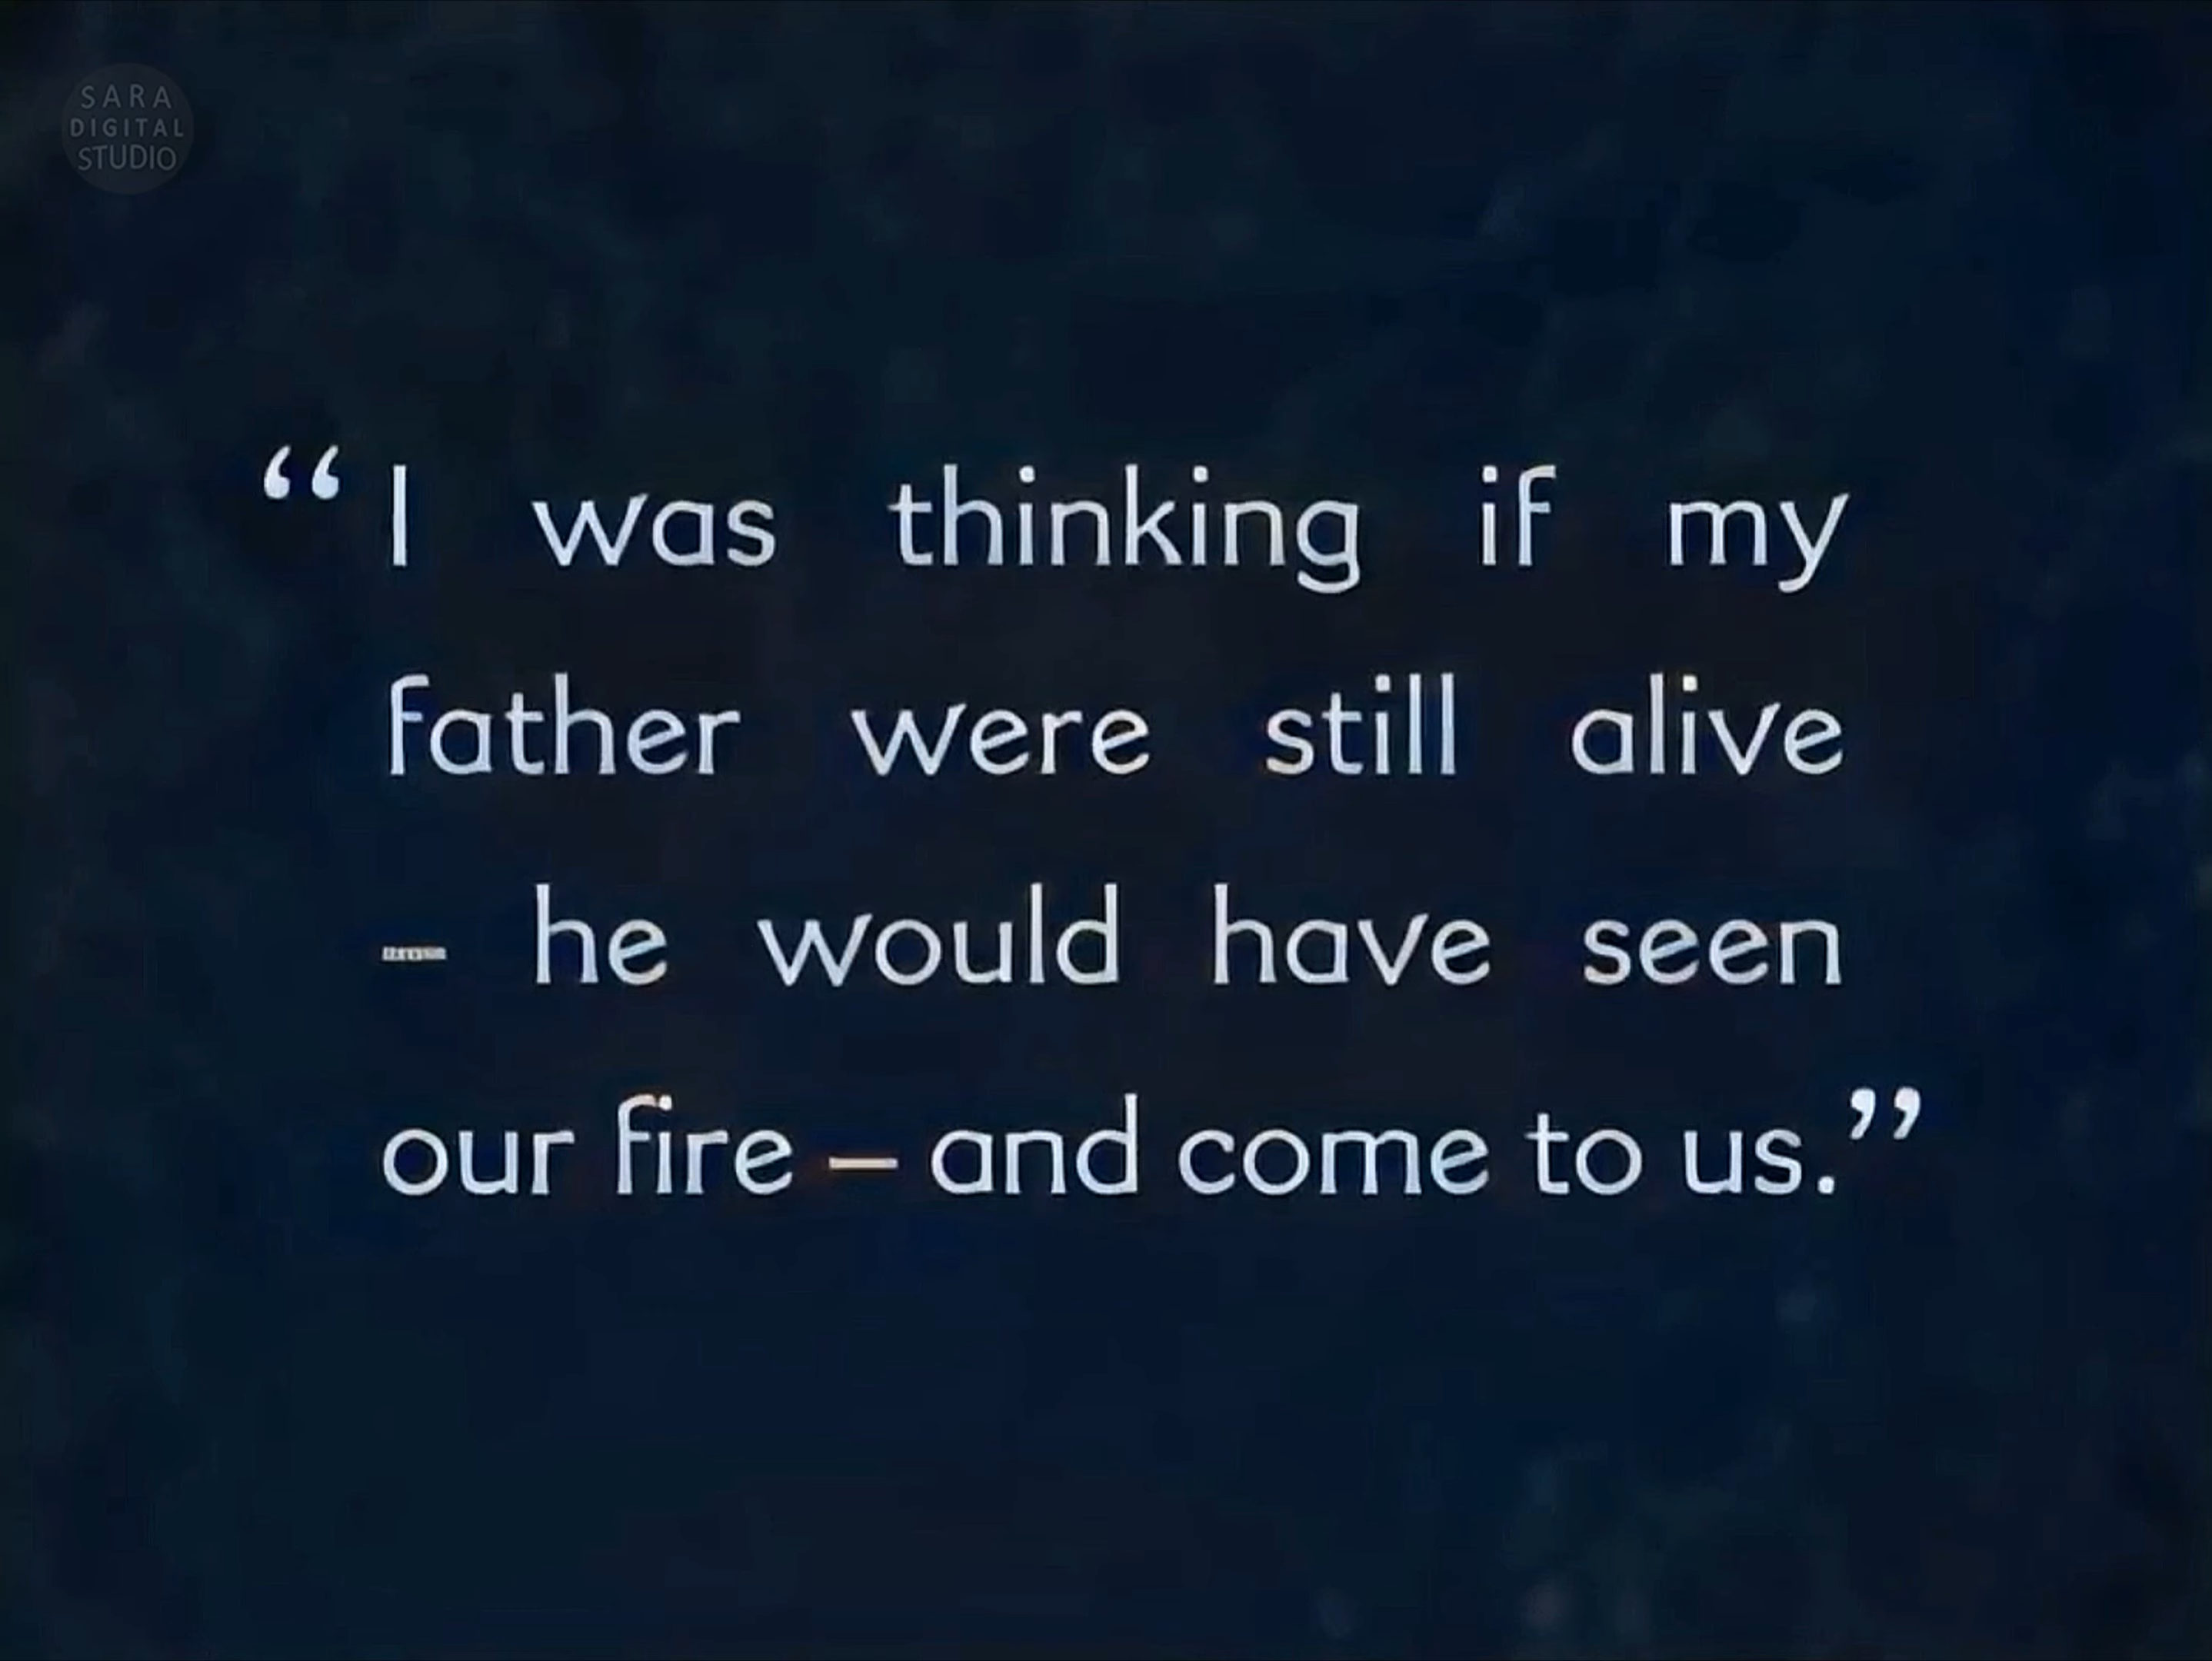 SARA
DIGITAL
STUDIO
“I was thinking if my
father were still alive
– he would have seen
our fire – and come to us.”